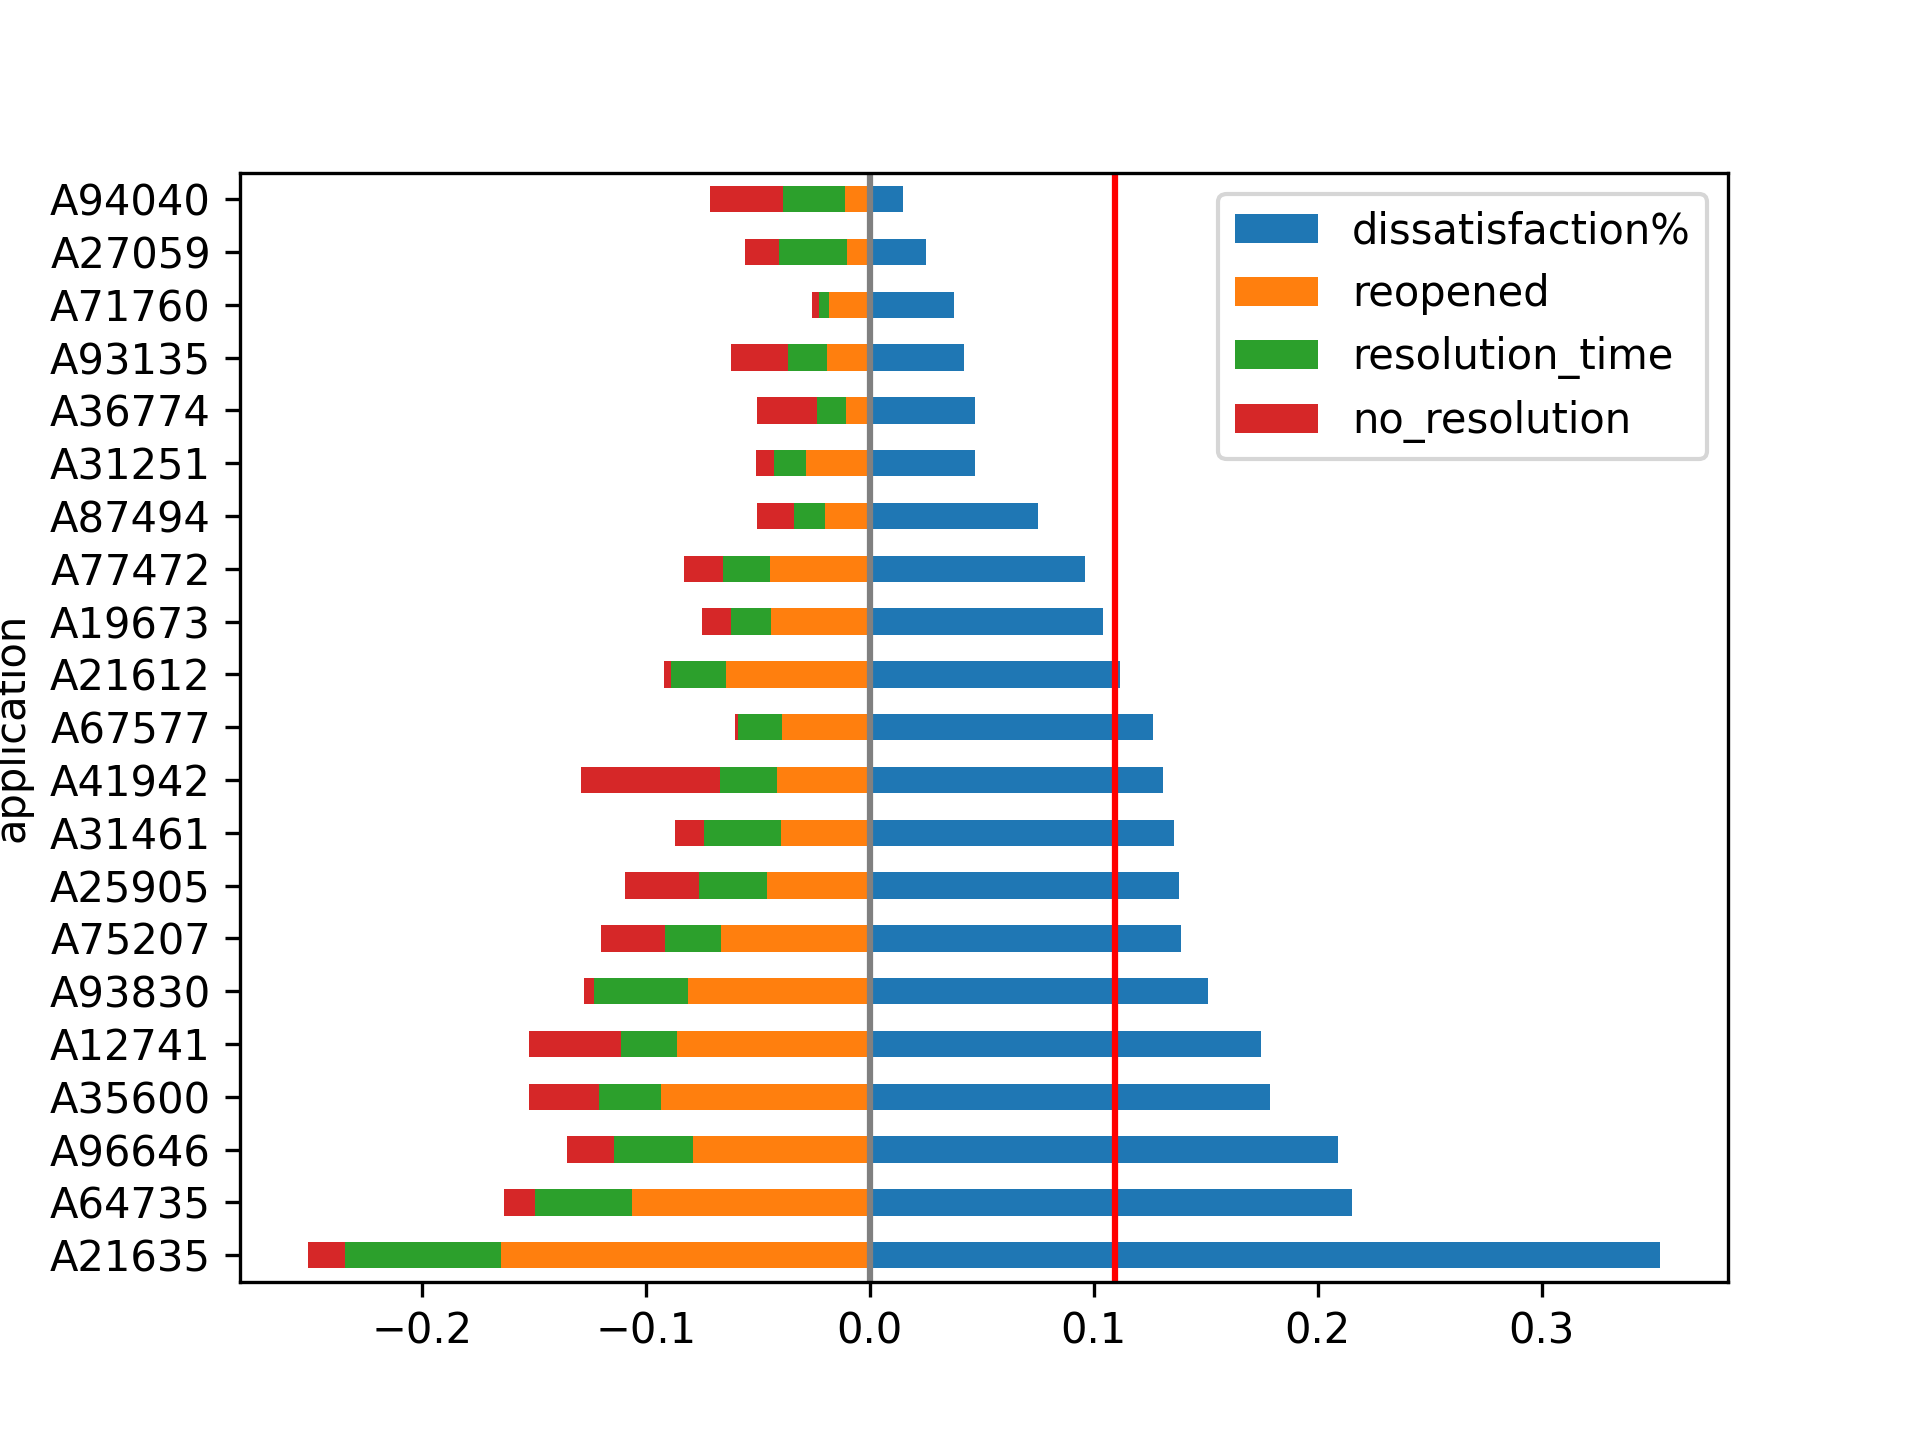 application
A94040
A27059
A71760
A93135
A36774
A31251
A87494
A77472
A19673
A21612
A67577
A41942
A31461
A25905
A75207
A93830
A12741
A35600
A96646
A64735
A21635
−0.2 −0.1 0.0 0.1 0.2 0.3
dissatisfaction%
reopened
resolution_time
no_resolution